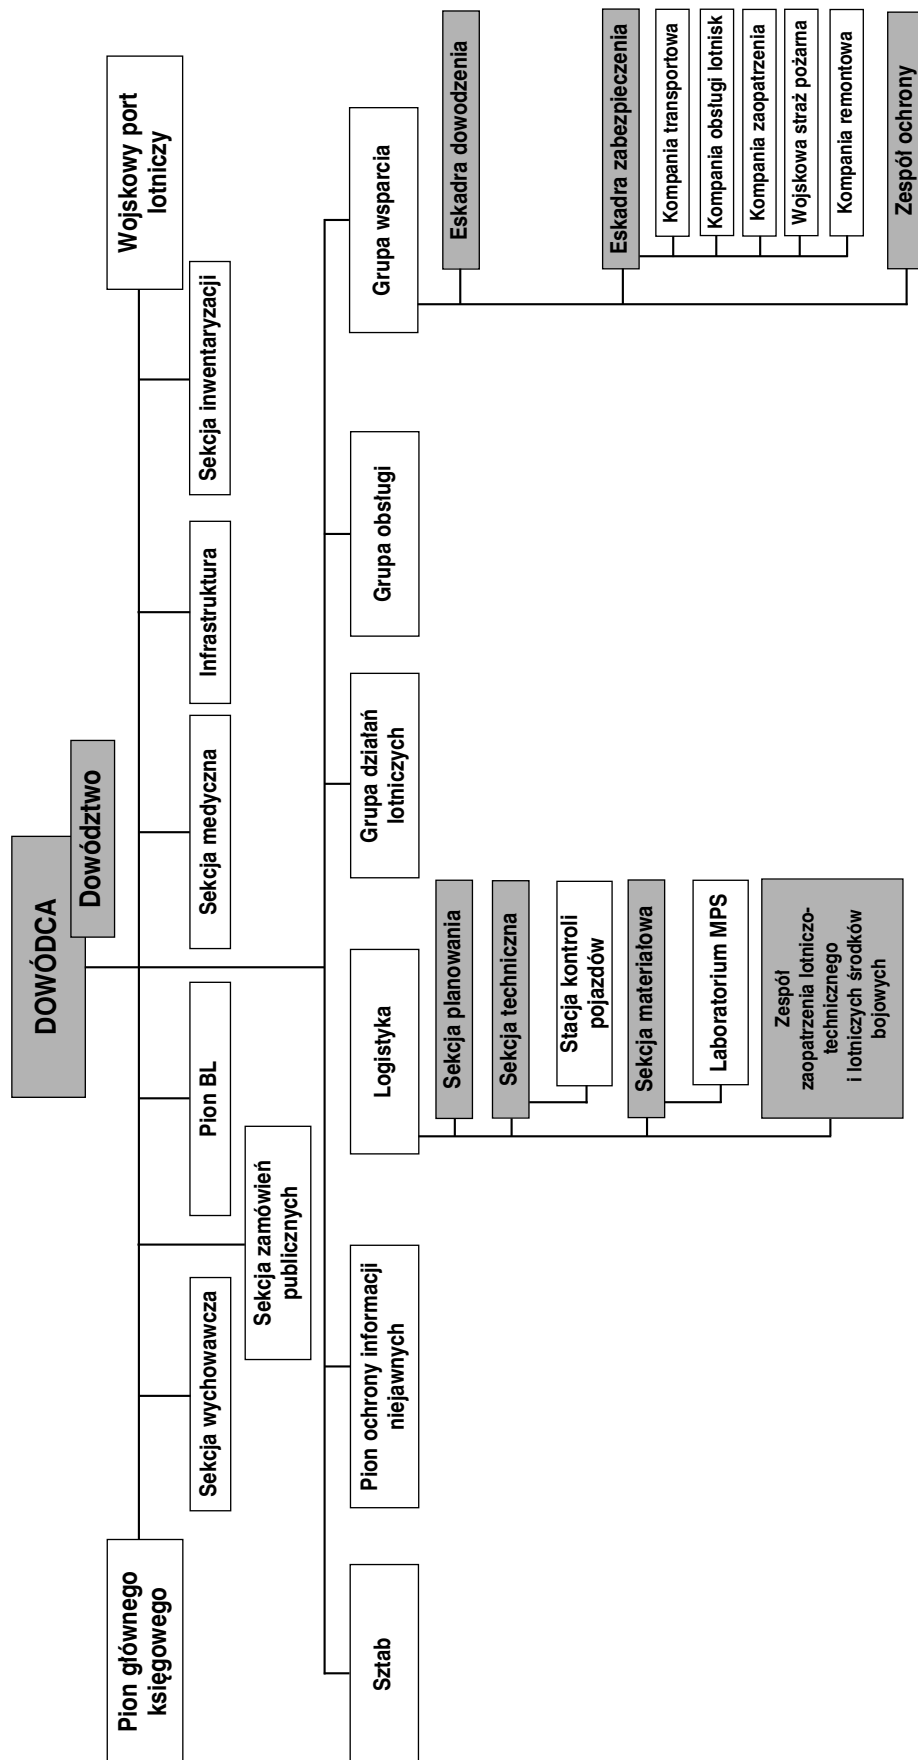 DOWÓDCA
Dowództwo
Pion głównego
księgowego
Sekcja wychowawcza
Sekcja zamówień
publicznych
Pion BL
Sekcja medyczna
Infrastruktura
Sekcja inwentaryzacji
Wojskowy port
lotniczy
Sztab
Pion ochrony informacji
niejawnych
Logistyka
Sekcja planowania
Sekcja techniczna
Stacja kontroli
pojazdów
Sekcja materiałowa
Laboratorium MPS
Zespół
zaopatrzenia lotniczo-
technicznego
i lotniczych środków
bojowych
Grupa działań
lotniczych
Grupa obsługi
Grupa wsparcia
Eskadra dowodzenia
Eskadra zabezpieczenia
Kompania transportowa
Kompania obsługi lotnisk
Kompania zaopatrzenia
Wojskowa straż pożarna
Kompania remontowa
Zespół ochrony